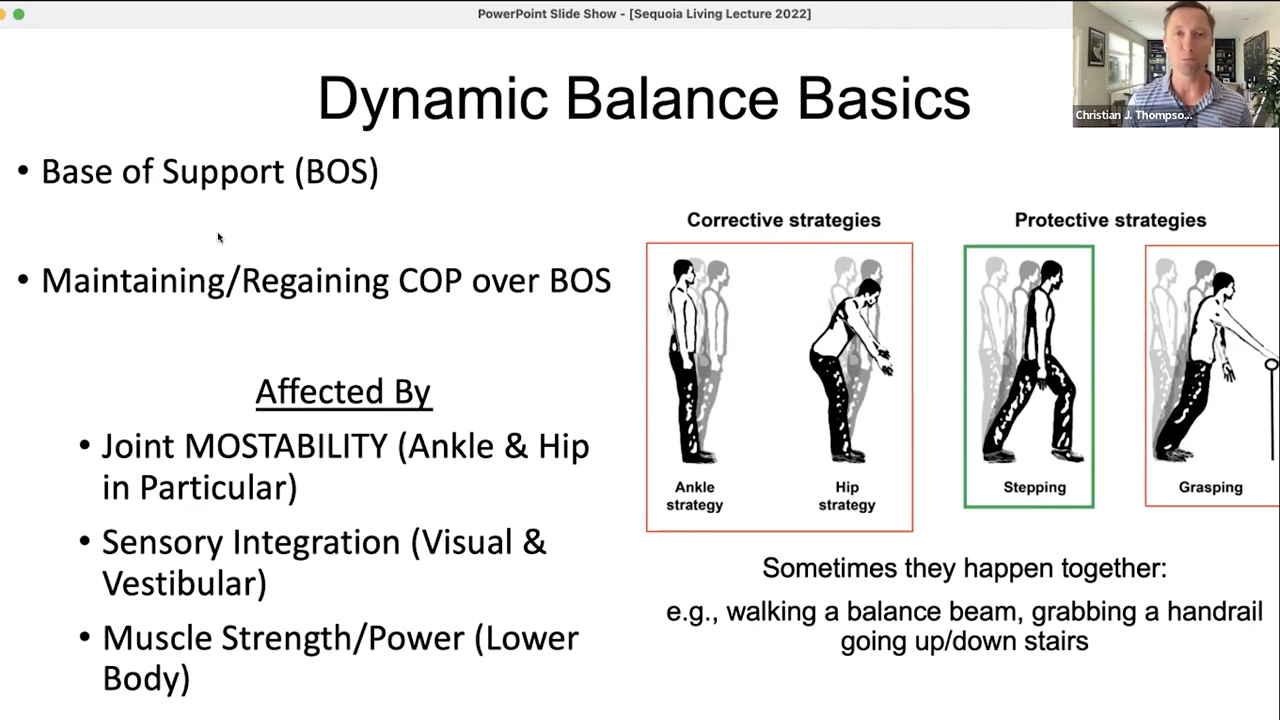 PowerPoint Slide Show - [Sequoia Living Lecture 2022]
Christian J. Thompso...
Dynamic Balance Basics
• Base of Support (BOS)
• Maintaining/Regaining COP over BOS
Affected By
• Joint MOSTABILITY (Ankle & Hip
in Particular)
• Sensory Integration (Visual &
Vestibular)
• Muscle Strength/Power (Lower
Body)
Corrective strategies
Protective strategies
Ankle
strategy
Hip
strategy
Stepping
Grasping
Sometimes they happen together:
e.g., walking a balance beam, grabbing a handrail
going up/down stairs